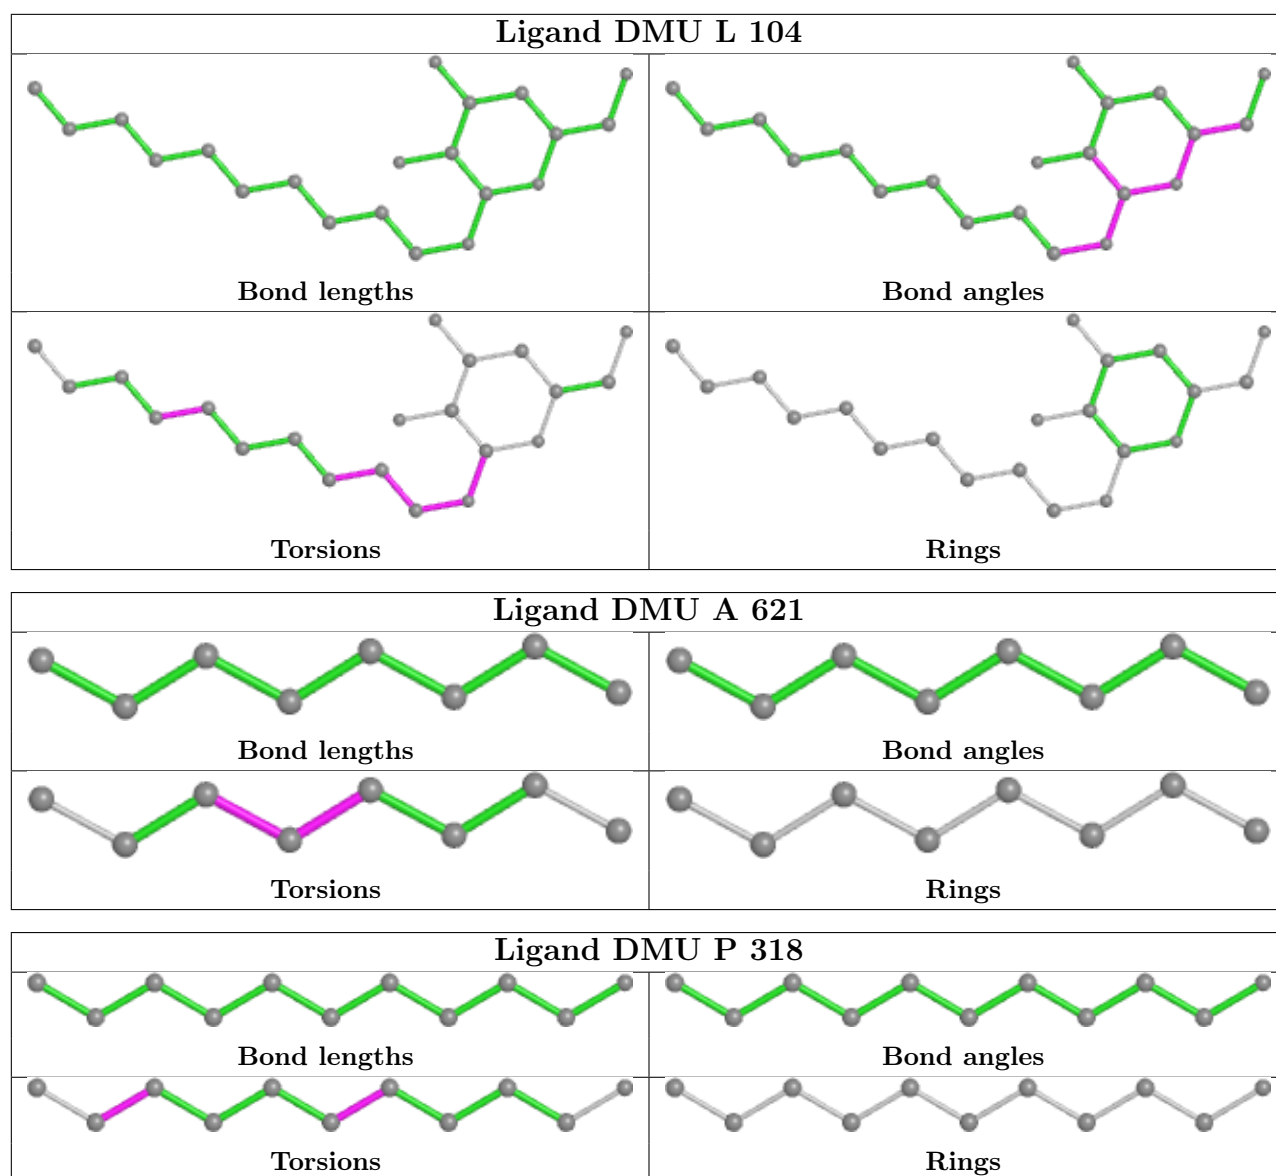 Ligand DMU L 104
Bond lengths
Bond angles
Torsions
Rings
Ligand DMU A 621
Bond lengths
Bond angles
Torsions
Rings
Ligand DMU P 318
Bond lengths
Bond angles
Torsions
Rings